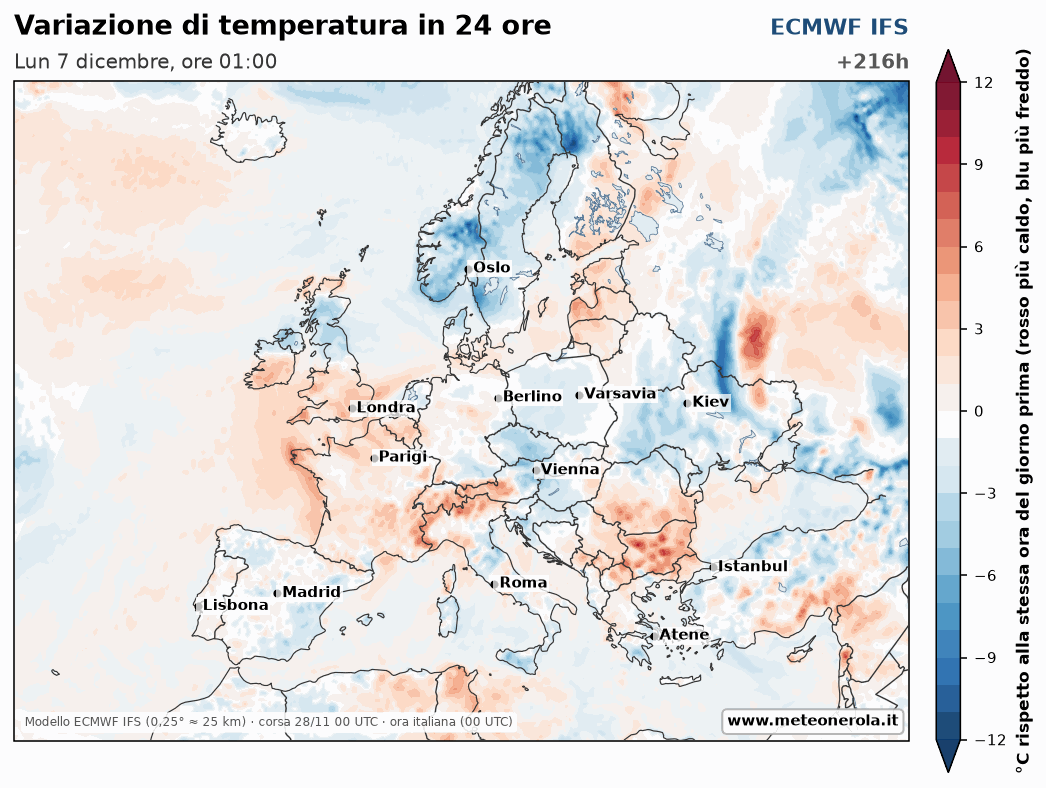 Variazione di temperatura in 24 ore
ECMWF IFS
Lun 7 dicembre, ore 01:00
+216h
Oslo
Londra
Berlino
Varsavia
Kiev
Parigi
Vienna
Istanbul
Roma
Madrid
Lisbona
Atene
Modello ECMWF IFS (0,25° ≈ 25 km) · corsa 28/11 00 UTC · ora italiana (00 UTC)
www.meteonerola.it
12
9
6
3
0
−3
−6
−9
−12
°C rispetto alla stessa ora del giorno prima (rosso più caldo, blu più freddo)